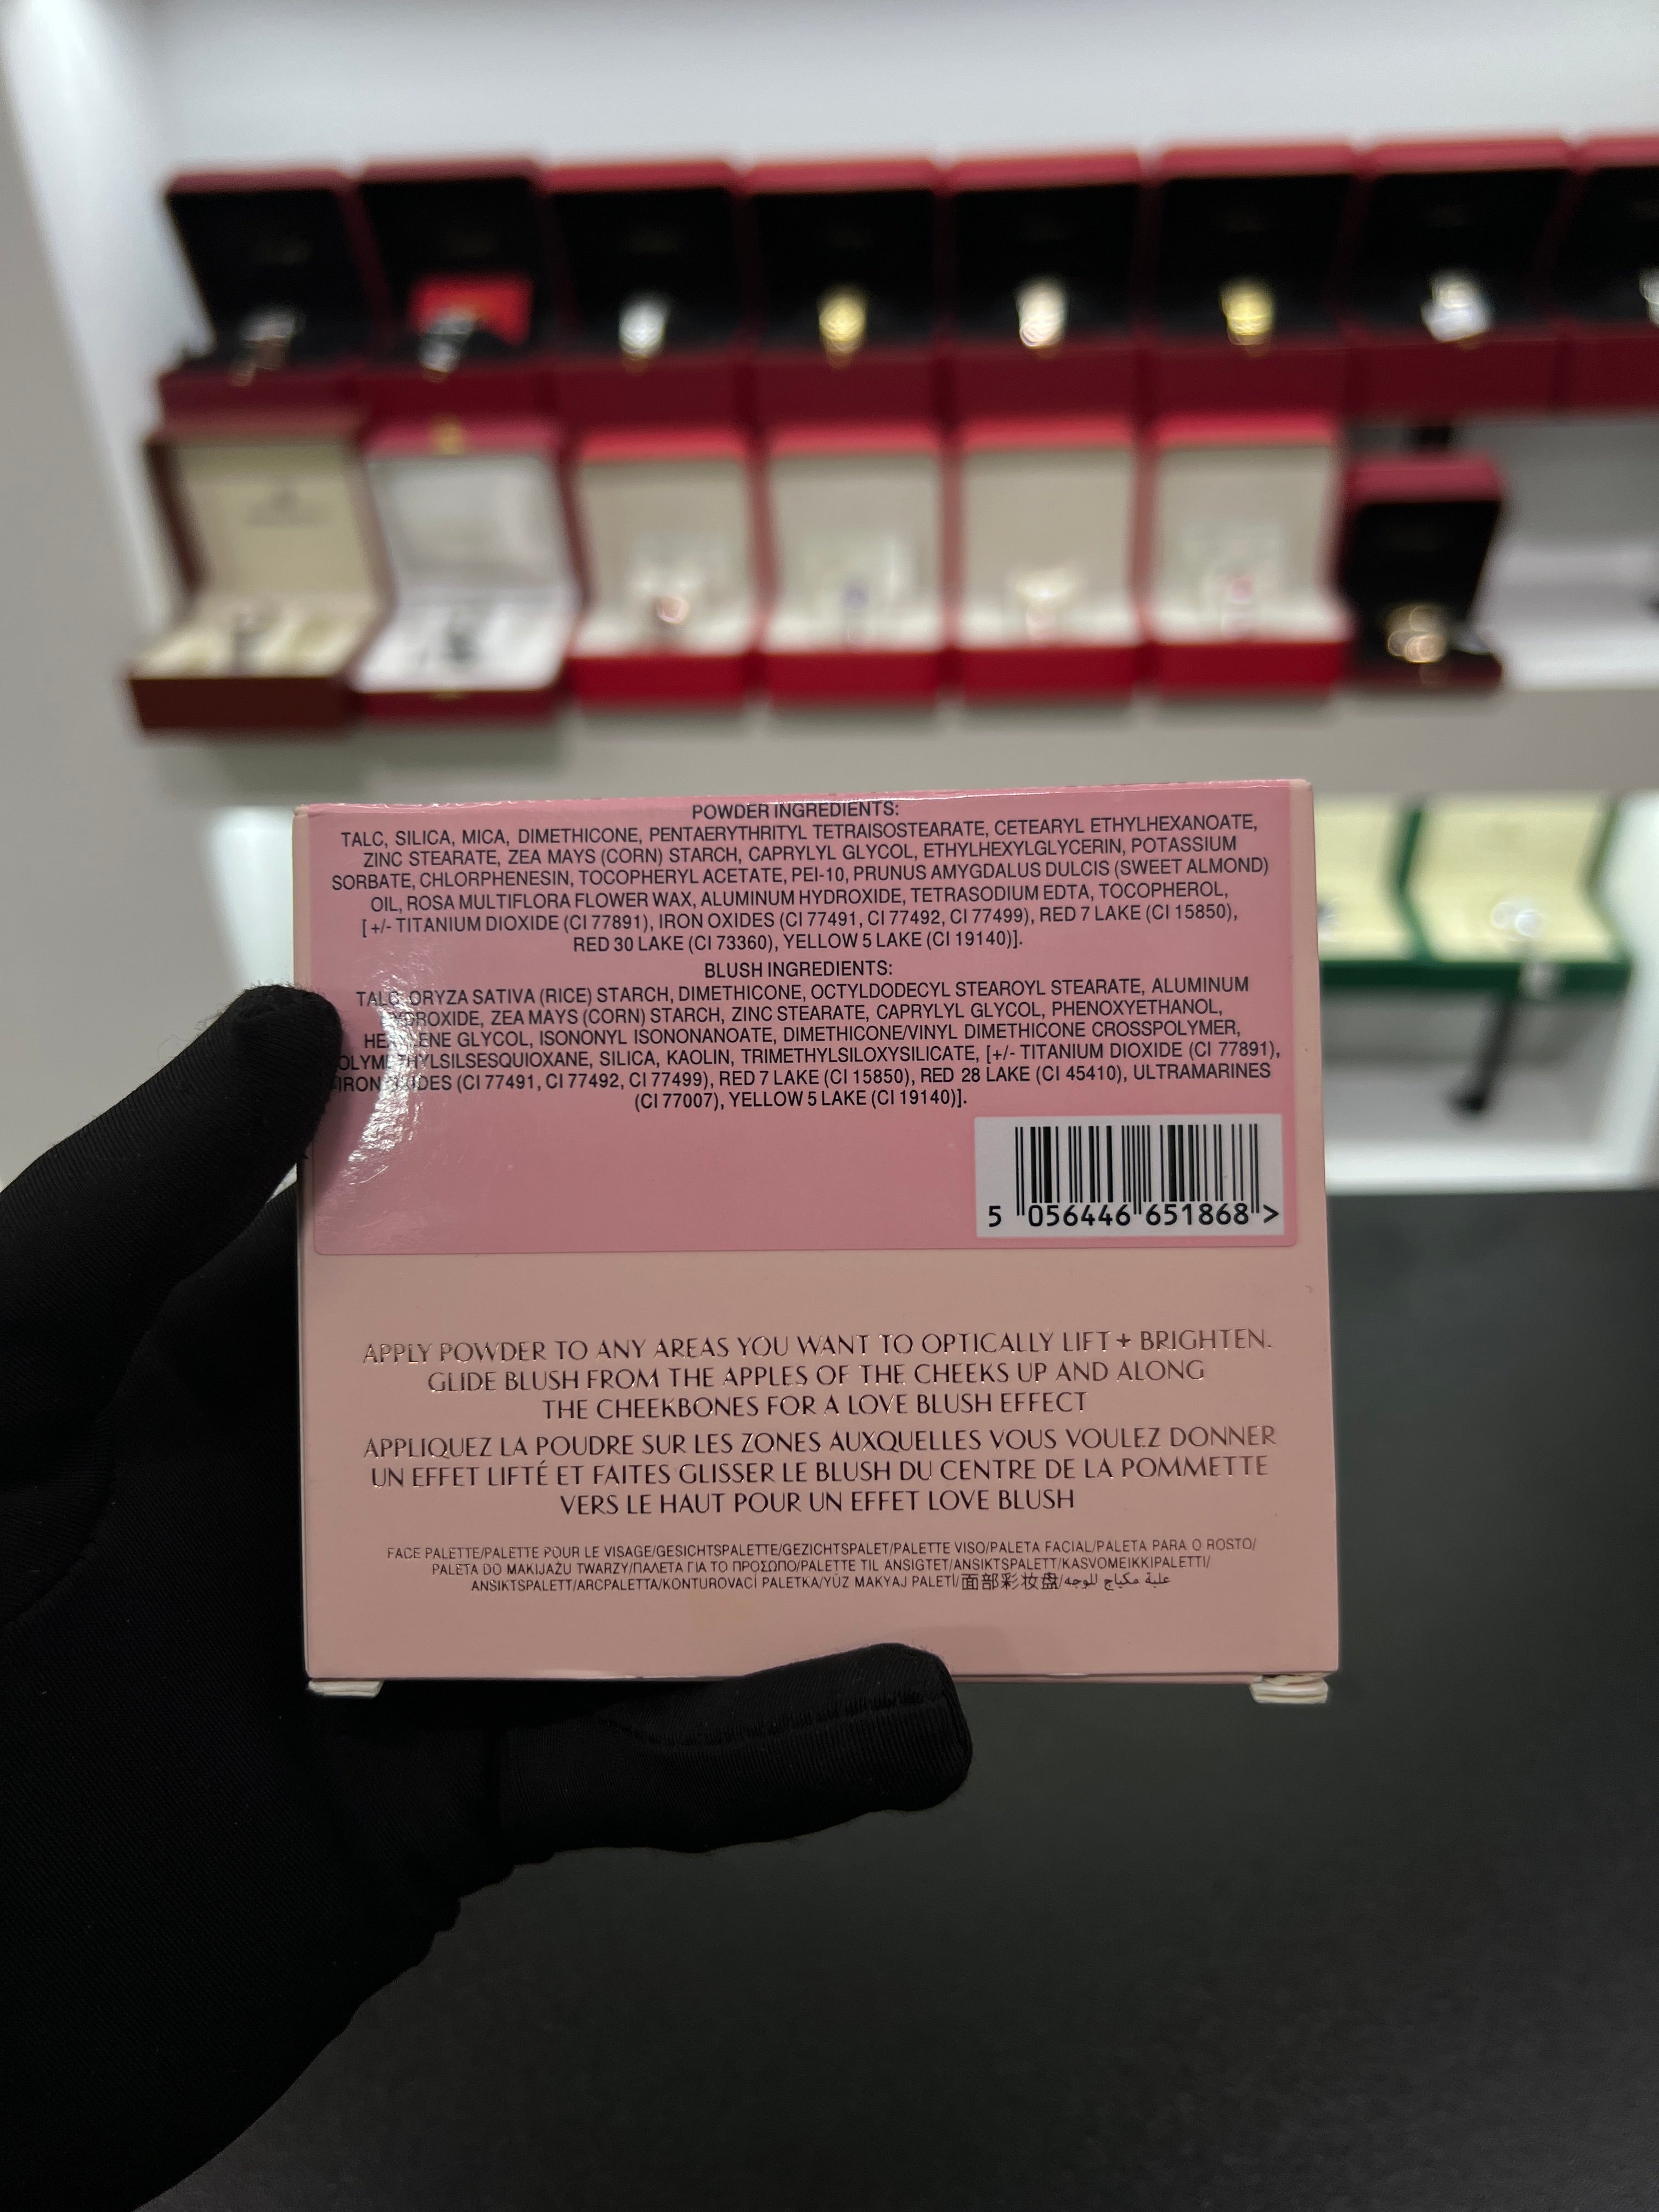 POWDER INGREDIENTS:
TALC, SILICA, MICA, DIMETHICONE, PENTAERYTHRITYL TETRAISOSTEARATE, CETEARYL ETHYLHEXANOATE,
ZINC STEARATE, ZEA MAYS (CORN) STARCH, CAPRYLYL GLYCOL, ETHYLHEXYLGLYCERIN, POTASSIUM
SORBATE, CHLORPHENESIN, TOCOPHERYL ACETATE, PEI-10, PRUNUS AMYGDALUS DULCIS (SWEET ALMOND)
OIL, ROSA MULTIFLORA FLOWER WAX, ALUMINUM HYDROXIDE, TETRASODIUM EDTA, TOCOPHEROL,
[+/- TITANIUM DIOXIDE (CI 77891), IRON OXIDES (CI 77491, CI 77492, CI 77499), RED 7 LAKE (CI 15850),
RED 30 LAKE (CI 73360), YELLOW 5 LAKE (CI 19140)].
BLUSH INGREDIENTS:
TALC, ORYZA SATIVA (RICE) STARCH, DIMETHICONE, OCTYLDODECYL STEAROYL STEARATE, ALUMINUM
HYDROXIDE, ZEA MAYS (CORN) STARCH, ZINC STEARATE, CAPRYLYL GLYCOL, PHENOXYETHANOL,
HEXYLENE GLYCOL, ISONONYL ISONONANOATE, DIMETHICONE/VINYL DIMETHICONE CROSSPOLYMER,
POLYMETHYLSILSESQUIOXANE, SILICA, KAOLIN, TRIMETHYLSILOXYSILICATE, [+/- TITANIUM DIOXIDE (CI 77891),
IRON OXIDES (CI 77491, CI 77492, CI 77499), RED 7 LAKE (CI 15850), RED 28 LAKE (CI 45410), ULTRAMARINES
(CI 77007), YELLOW 5 LAKE (CI 19140)].
5 056446 651868 >
APPLY POWDER TO ANY AREAS YOU WANT TO OPTICALLY LIFT + BRIGHTEN.
GLIDE BLUSH FROM THE APPLES OF THE CHEEKS UP AND ALONG
THE CHEEKBONES FOR A LOVE BLUSH EFFECT
APPLIQUEZ LA POUDRE SUR LES ZONES AUXQUELLES VOUS VOULEZ DONNER
UN EFFET LIFTÉ ET FAITES GLISSER LE BLUSH DU CENTRE DE LA POMMETTE
VERS LE HAUT POUR UN EFFET LOVE BLUSH
FACE PALETTE/PALETTE POUR LE VISAGE/GESICHTSPALETTE/GEZICHTSPALET/PALETTE VISO/PALETA FACIAL/PALETA PARA O ROSTO/
PALETA DO MAKIJAŻU TWARZY/ΠΑΛΕΤΑ ΓΙΑ ΤΟ ΠΡΟΣΩΠΟ/PALETTE TIL ANSIGTET/ANSIKTSPALETT/KASVOMEIKKIPALETTI/
ANSIKTSPALETT/ARCPALETTA/KONTUROVACÍ PALETKA/YÜZ MAKYAJ PALETİ/面部彩妆盘/علبة مكياج للوجه